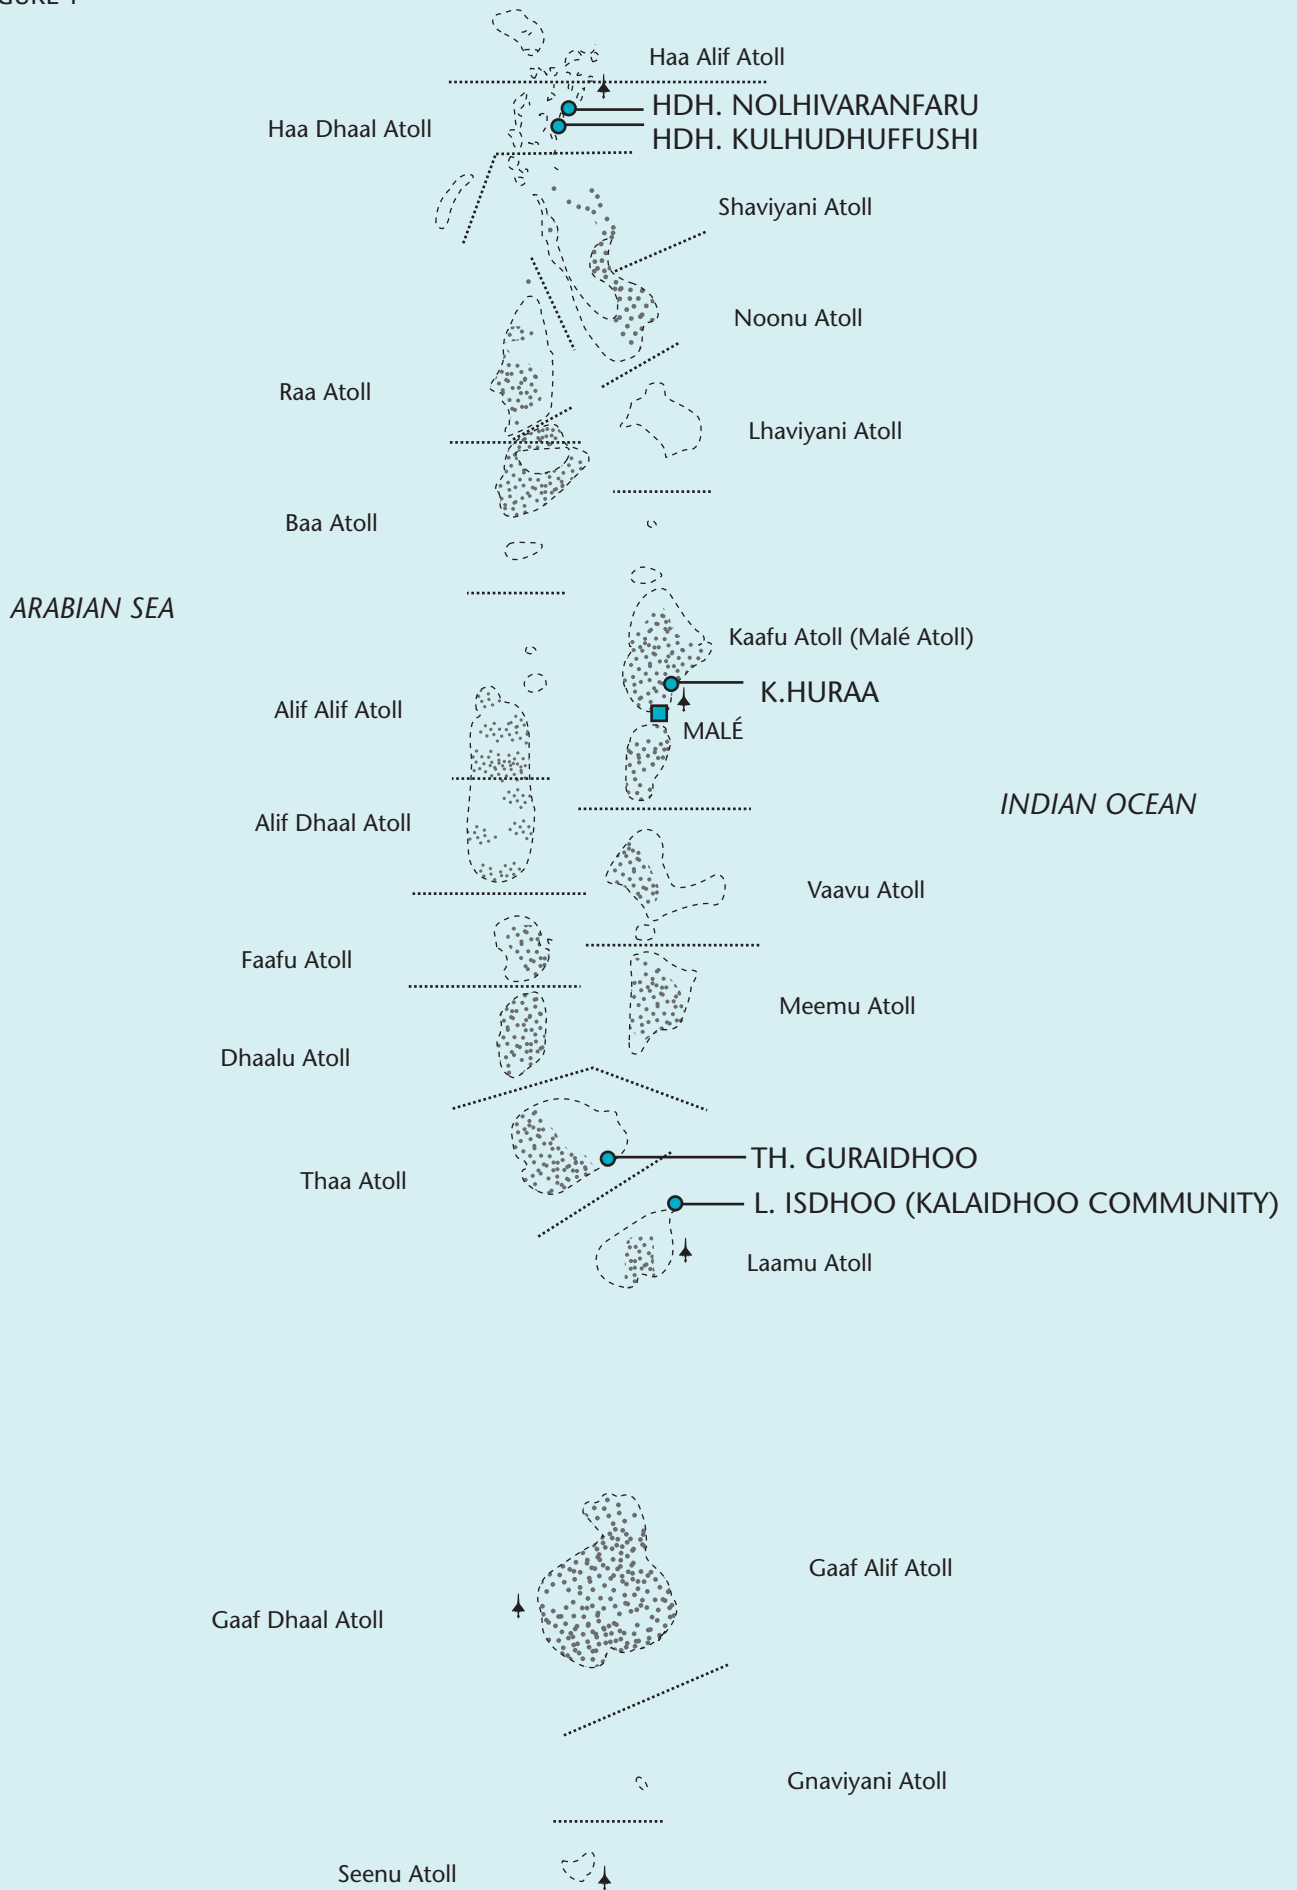 Haa Alif Atoll
HDH. NOLHIVARANFARU
Haa Dhaal Atoll
HDH. KULHUDHUFFUSHI
Shaviyani Atoll
Noonu Atoll
Raa Atoll
Lhaviyani Atoll
Baa Atoll
ARABIAN SEA
Kaafu Atoll (Malé Atoll)
K.HURAA
Alif Alif Atoll
MALÉ
INDIAN OCEAN
Alif Dhaal Atoll
Vaavu Atoll
Faafu Atoll
Meemu Atoll
Dhaalu Atoll
TH. GURAIDHOO
Thaa Atoll
L. ISDHOO (KALAIDHOO COMMUNITY)
Laamu Atoll
Gaaf Alif Atoll
Gaaf Dhaal Atoll
Gnaviyani Atoll
Seenu Atoll